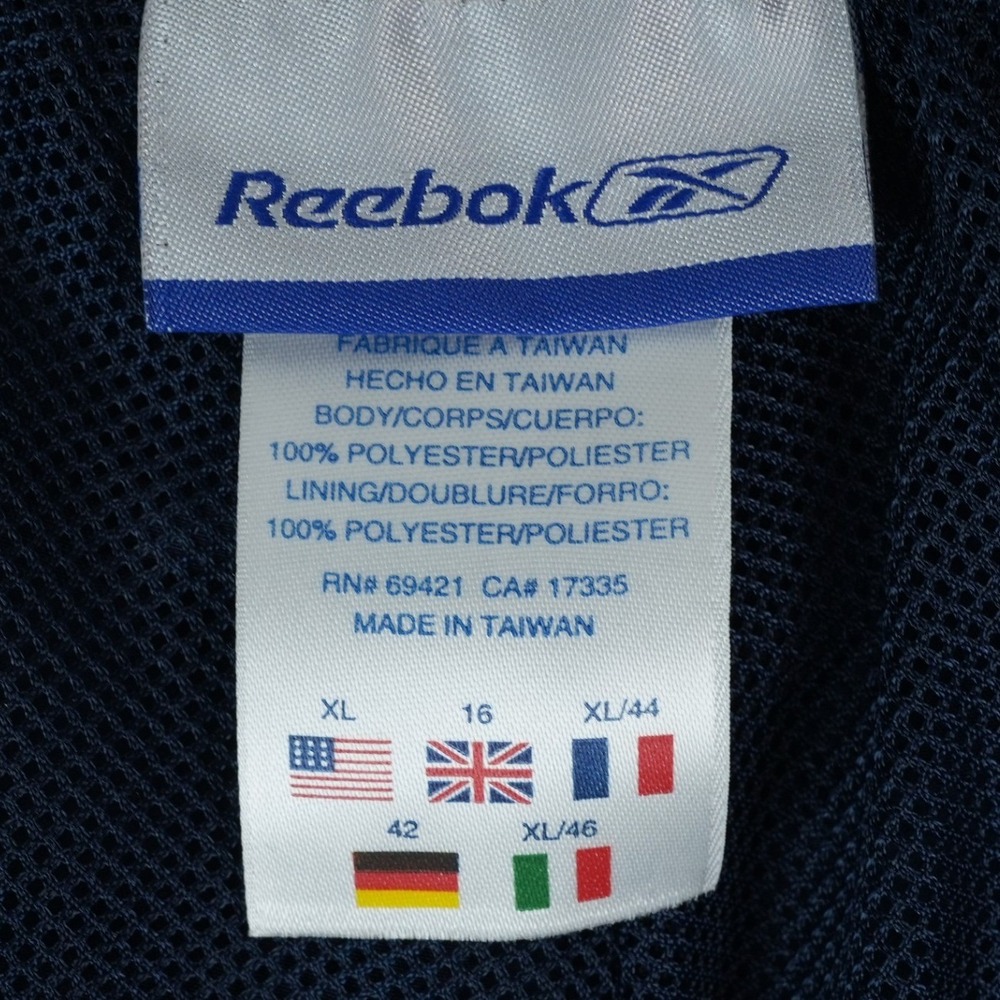 Reebok
FABRIQUE A TAIWAN
HECHO EN TAIWAN
BODY/CORPS/CUERPO:
100% POLYESTER/POLIESTER
LINING/DOUBLURE/FORRO:
100% POLYESTER/POLIESTER
RN# 69421 CA# 17335
MADE IN TAIWAN
XL 16 XL/44
42 XL/46